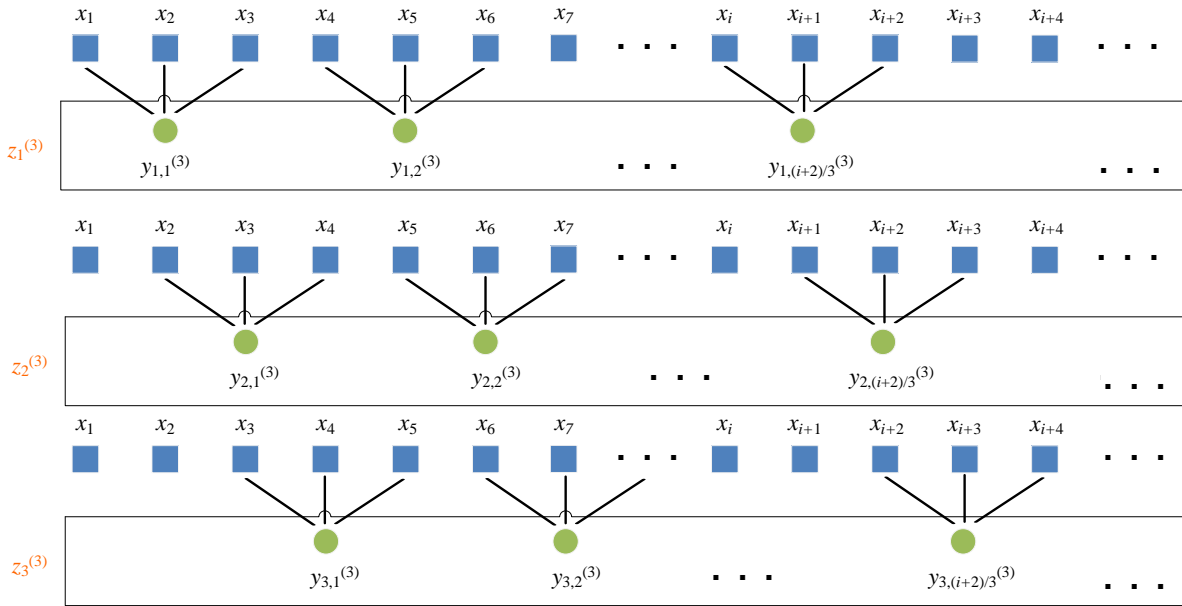 x₁ x₂ x₃ x₄ x₅ x₆ x₇ . . . xᵢ xᵢ₊₁ xᵢ₊₂ xᵢ₊₃ xᵢ₊₄ . . .
z₁⁽³⁾ y₁,₁⁽³⁾ y₁,₂⁽³⁾ . . . y₁,₍ᵢ₊₂₎/₃⁽³⁾ . . .
x₁ x₂ x₃ x₄ x₅ x₆ x₇ . . . xᵢ xᵢ₊₁ xᵢ₊₂ xᵢ₊₃ xᵢ₊₄ . . .
z₂⁽³⁾ y₂,₁⁽³⁾ y₂,₂⁽³⁾ . . . y₂,₍ᵢ₊₂₎/₃⁽³⁾ . . .
x₁ x₂ x₃ x₄ x₅ x₆ x₇ . . . xᵢ xᵢ₊₁ xᵢ₊₂ xᵢ₊₃ xᵢ₊₄ . . .
z₃⁽³⁾ y₃,₁⁽³⁾ y₃,₂⁽³⁾ . . . y₃,₍ᵢ₊₂₎/₃⁽³⁾ . . .